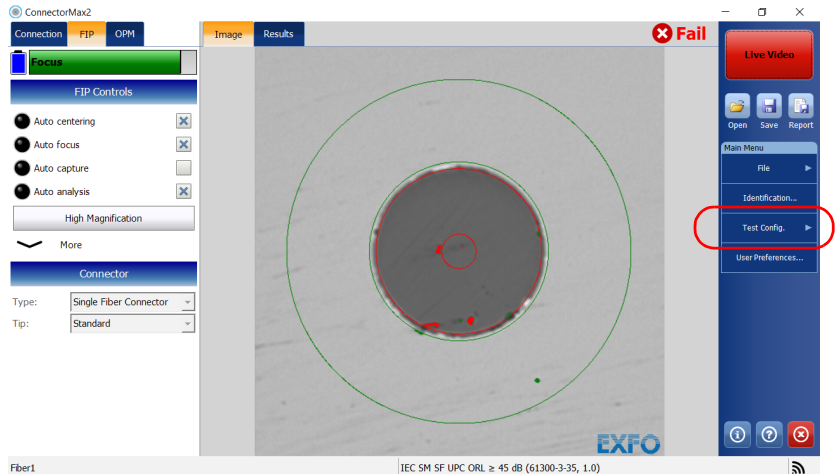 ConnectorMax2
Connection FIP OPM
Focus
FIP Controls
Auto centering
Auto focus
Auto capture
Auto analysis
High Magnification
More
Connector
Type: Single Fiber Connector
Tip: Standard
Image Results
Fail
EXFO
Live Video
Open Save Report
Main Menu
File
Identification...
Test Config.
User Preferences...
Fiber1
IEC SM SF UPC ORL ≥ 45 dB (61300-3-35, 1.0)